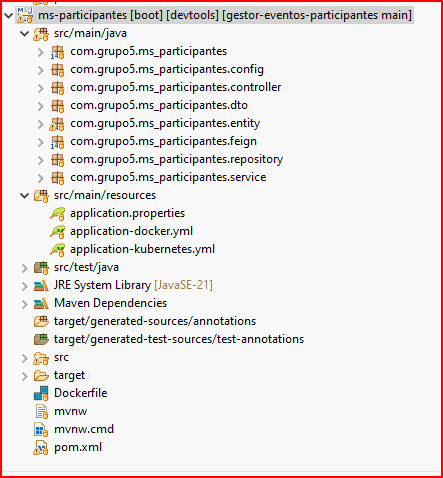 ms-participantes [boot] [devtools] [gestor-eventos-participantes main]
src/main/java
com.grupo5.ms_participantes
com.grupo5.ms_participantes.config
com.grupo5.ms_participantes.controller
com.grupo5.ms_participantes.dto
com.grupo5.ms_participantes.entity
com.grupo5.ms_participantes.feign
com.grupo5.ms_participantes.repository
com.grupo5.ms_participantes.service
src/main/resources
application.properties
application-docker.yml
application-kubernetes.yml
src/test/java
JRE System Library [JavaSE-21]
Maven Dependencies
target/generated-sources/annotations
target/generated-test-sources/test-annotations
src
target
Dockerfile
mvnw
mvnw.cmd
pom.xml